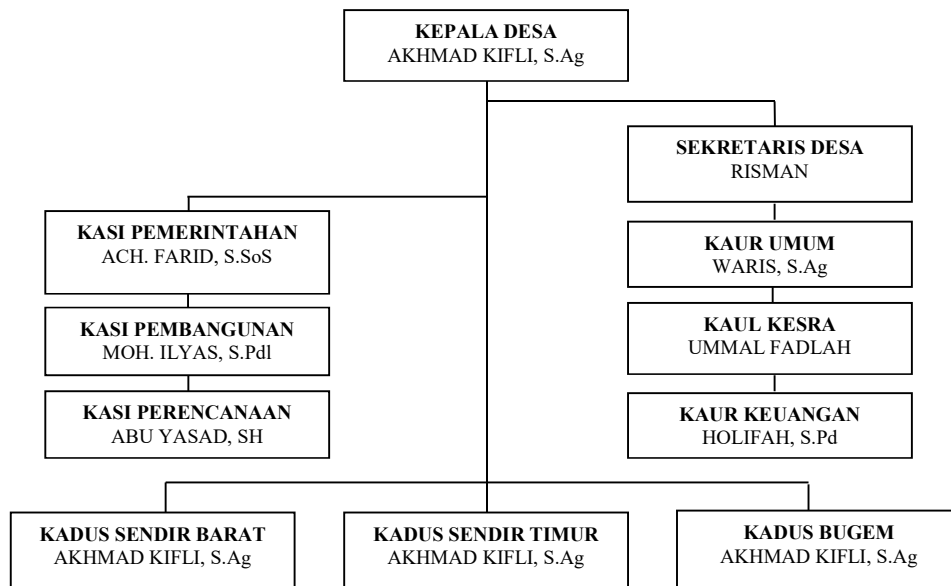 KEPALA DESA
AKHMAD KIFLI, S.Ag
SEKRETARIS DESA
RISMAN
KASI PEMERINTAHAN
ACH. FARID, S.SoS
KAUR UMUM
WARIS, S.Ag
KASI PEMBANGUNAN
MOH. ILYAS, S.Pdl
KAUL KESRA
UMMAL FADLAH
KASI PERENCANAAN
ABU YASAD, SH
KAUR KEUANGAN
HOLIFAH, S.Pd
KADUS SENDIR BARAT
AKHMAD KIFLI, S.Ag
KADUS SENDIR TIMUR
AKHMAD KIFLI, S.Ag
KADUS BUGEM
AKHMAD KIFLI, S.Ag